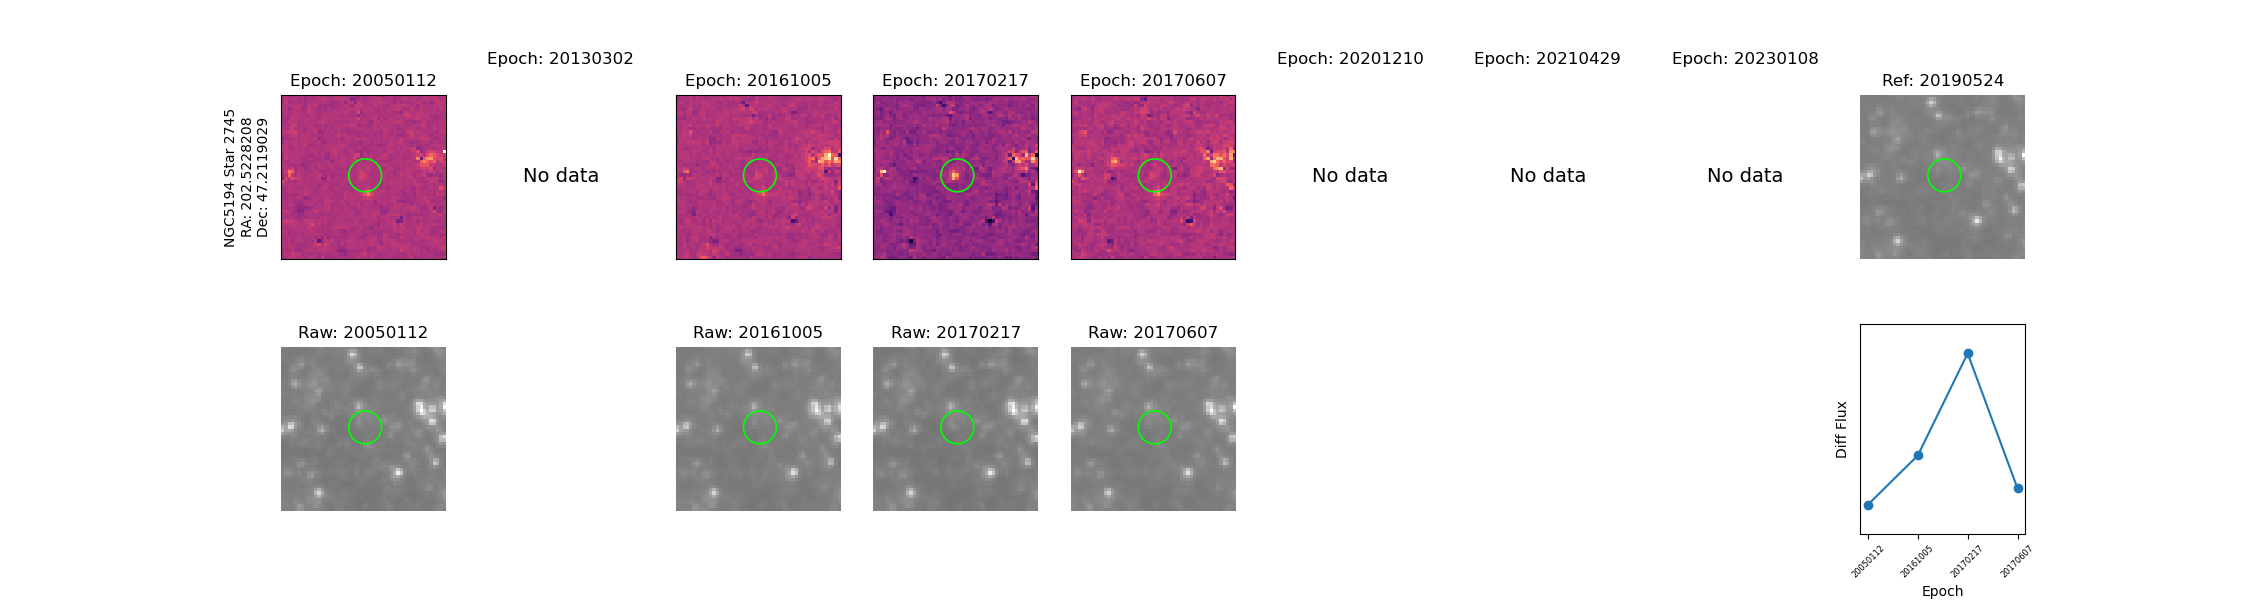 Epoch: 20130302
Epoch: 20201210
Epoch: 20210429
Epoch: 20230108
Epoch: 20050112
Epoch: 20161005
Epoch: 20170217
Epoch: 20170607
Ref: 20190524
NGC5194 Star 2745
RA: 202.5228208
Dec: 47.2119029
No data
No data
No data
No data
Raw: 20050112
Raw: 20161005
Raw: 20170217
Raw: 20170607
Diff Flux
20050112
20161005
20170217
20170607
Epoch